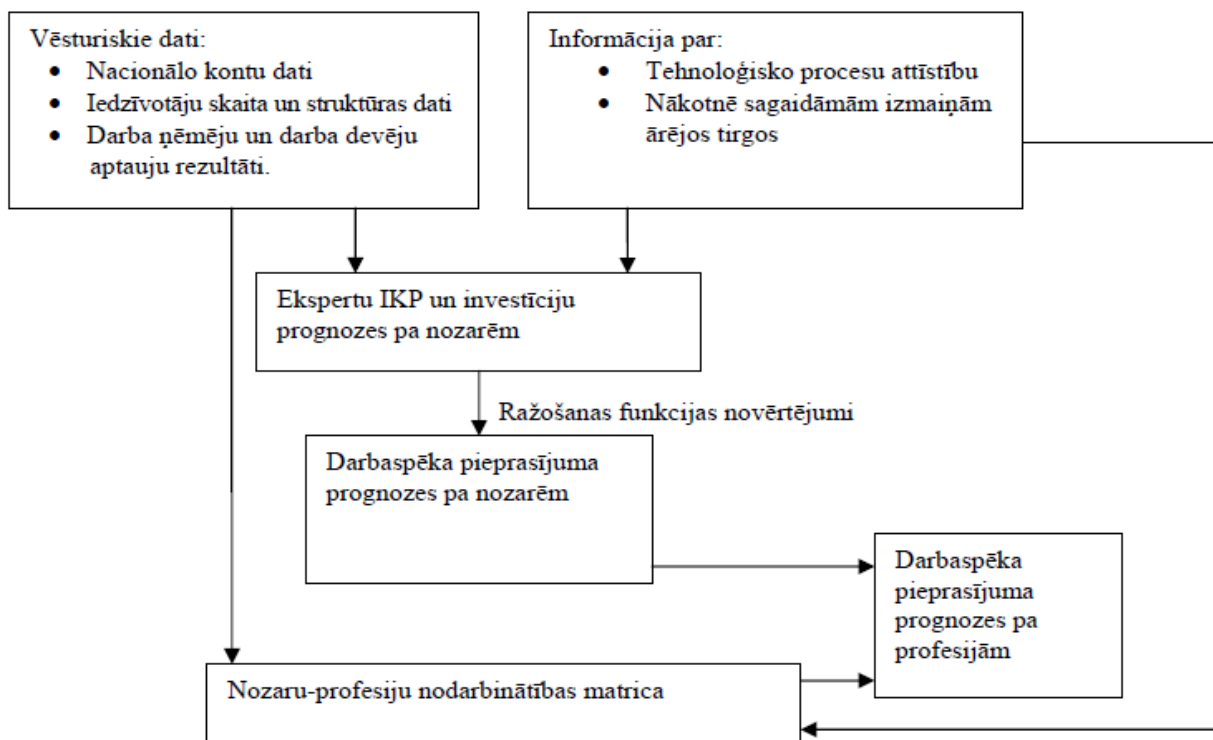 Vēsturiskie dati:
• Nacionālo kontu dati
• Iedzīvotāju skaita un struktūras dati
• Darba ņēmēju un darba devēju
aptauju rezultāti.
Informācija par:
• Tehnoloģisko procesu attīstību
• Nākotnē sagaidāmām izmaiņām
ārējos tirgos
Ekspertu IKP un investīciju
prognozes pa nozarēm
Ražošanas funkcijas novērtējumi
Darbaspēka pieprasījuma
prognozes pa nozarēm
Darbaspēka
pieprasījuma
prognozes pa
profesijām
Nozaru-profesiju nodarbinātības matrica